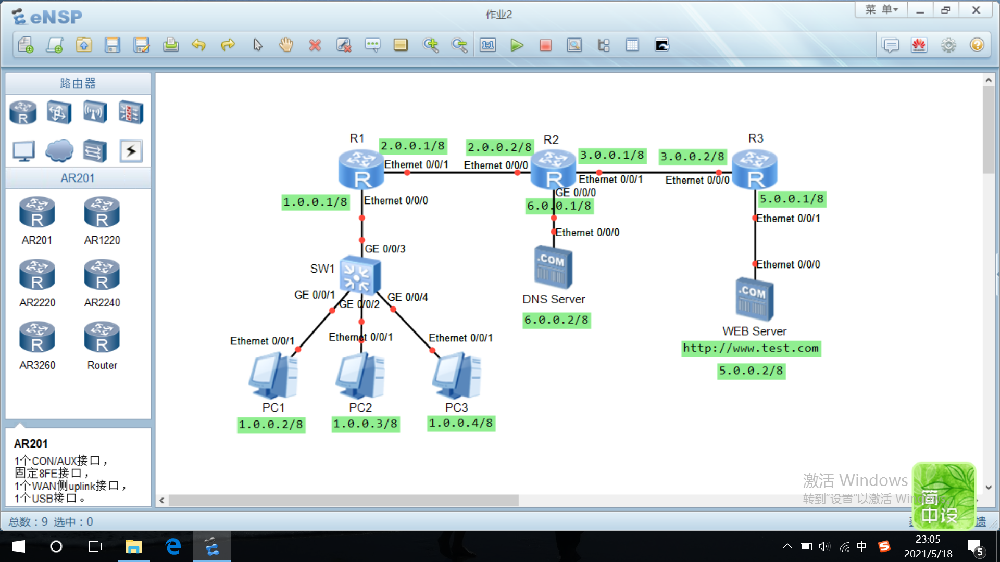 eNSP
作业2
菜 单
路由器
AR201
AR201
AR1220
AR2220
AR2240
AR3260
Router
AR201
1个CON/AUX接口，
固定8FE接口，
1个WAN侧uplink接口，
1个USB接口。
R1
2.0.0.1/8
2.0.0.2/8
R2
3.0.0.1/8
3.0.0.2/8
R3
Ethernet 0/0/1
Ethernet 0/0/0
Ethernet 0/0/1
Ethernet 0/0/0
GE 0/0/0
1.0.0.1/8
Ethernet 0/0/0
6.0.0.1/8
5.0.0.1/8
Ethernet 0/0/1
Ethernet 0/0/0
GE 0/0/3
SW1
.COM
Ethernet 0/0/0
.COM
GE 0/0/1
GE 0/0/2
GE 0/0/4
DNS Server
6.0.0.2/8
WEB Server
http://www.test.com
5.0.0.2/8
Ethernet 0/0/1
Ethernet 0/0/1
Ethernet 0/0/1
PC1
PC2
PC3
1.0.0.2/8
1.0.0.3/8
1.0.0.4/8
激活 Windows
转到"设置"以激活 Win
简
中设
总数：9 选中：0
馈
中
23:05
2021/5/18
5